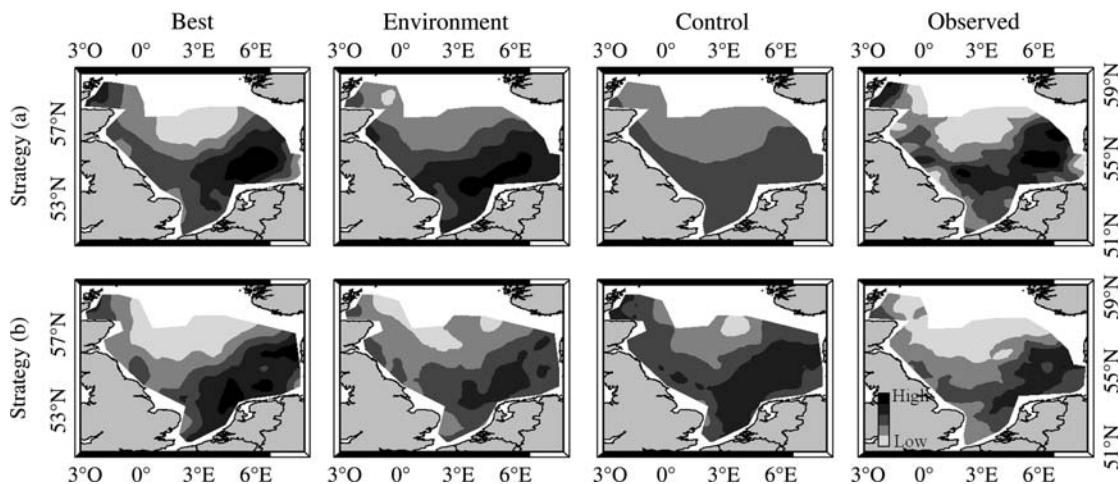 Best Environment Control Observed
3°O 0° 3°E 6°E 3°O 0° 3°E 6°E 3°O 0° 3°E 6°E 3°O 0° 3°E 6°E
Strategy (a)
53°N 57°N
51°N 55°N 59°N
Strategy (b)
53°N 57°N
51°N 55°N 59°N
High
Low
3°O 0° 3°E 6°E 3°O 0° 3°E 6°E 3°O 0° 3°E 6°E 3°O 0° 3°E 6°E